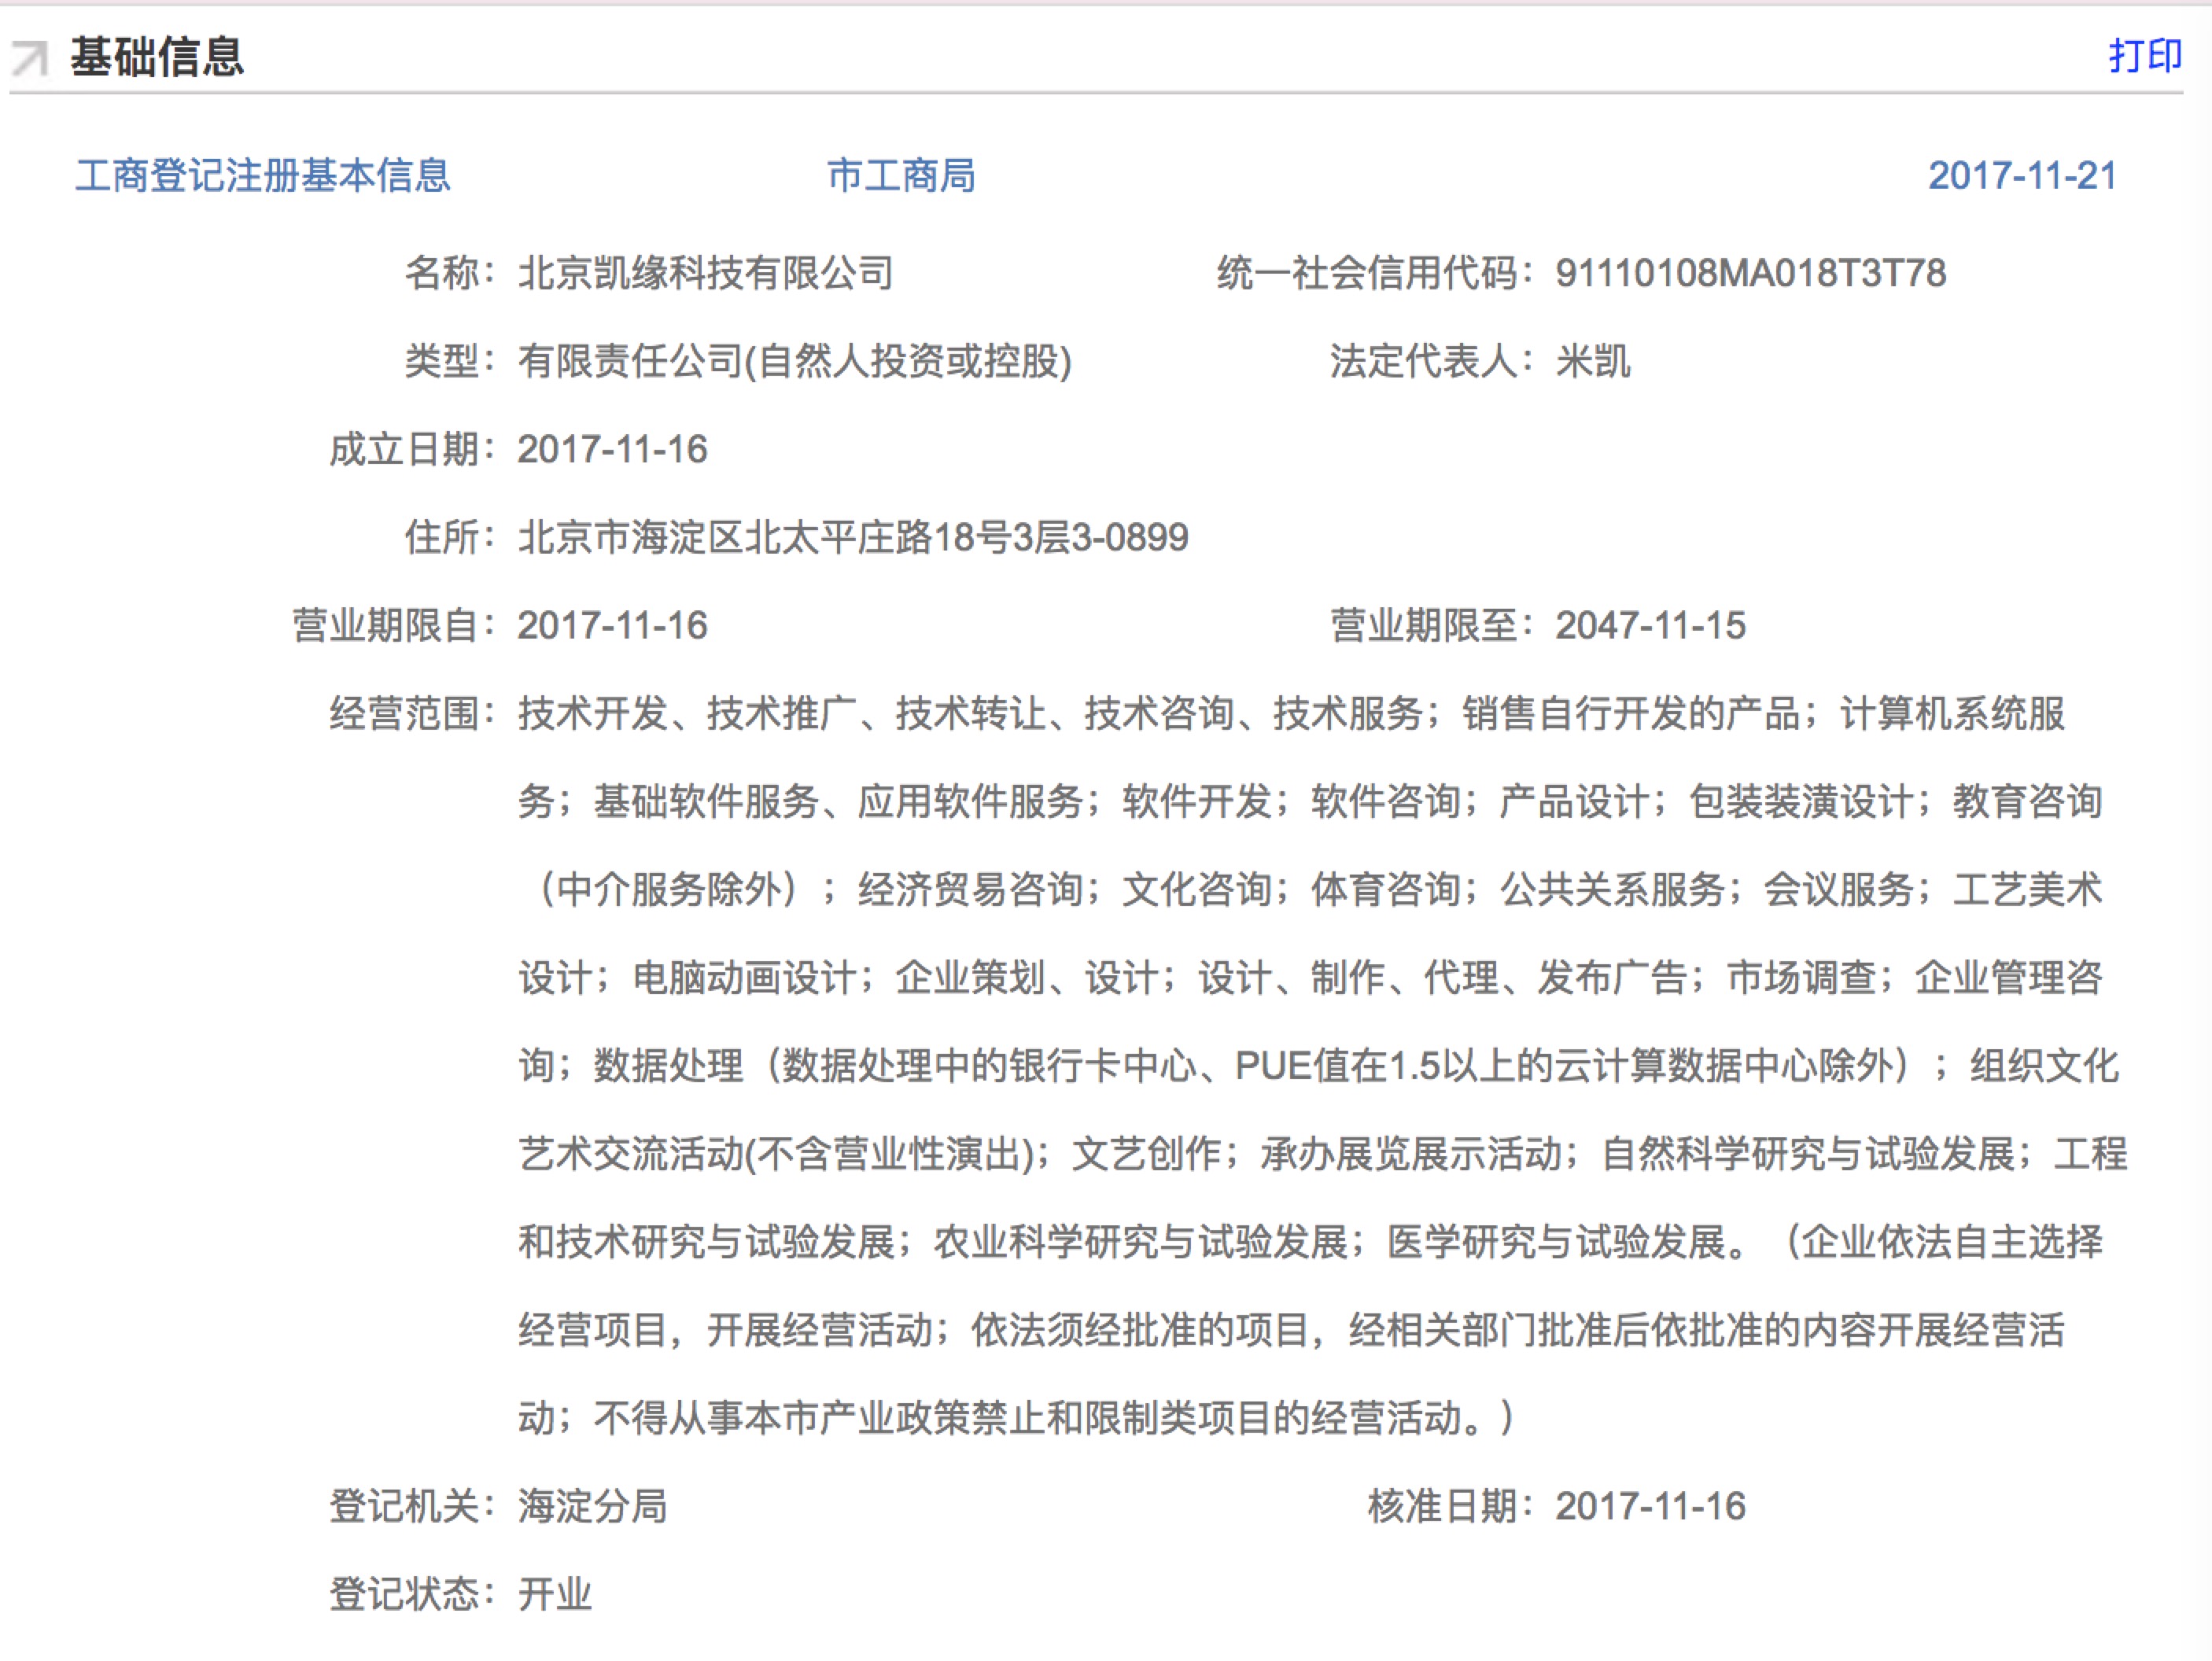 基础信息 打印
工商登记注册基本信息 市工商局 2017-11-21
名称：北京凯缘科技有限公司 统一社会信用代码：91110108MA018T3T78
类型：有限责任公司(自然人投资或控股) 法定代表人：米凯
成立日期：2017-11-16
住所：北京市海淀区北太平庄路18号3层3-0899
营业期限自：2017-11-16 营业期限至：2047-11-15
经营范围：技术开发、技术推广、技术转让、技术咨询、技术服务；销售自行开发的产品；计算机系统服
务；基础软件服务、应用软件服务；软件开发；软件咨询；产品设计；包装装潢设计；教育咨询
（中介服务除外）；经济贸易咨询；文化咨询；体育咨询；公共关系服务；会议服务；工艺美术
设计；电脑动画设计；企业策划、设计；设计、制作、代理、发布广告；市场调查；企业管理咨
询；数据处理（数据处理中的银行卡中心、PUE值在1.5以上的云计算数据中心除外）；组织文化
艺术交流活动(不含营业性演出)；文艺创作；承办展览展示活动；自然科学研究与试验发展；工程
和技术研究与试验发展；农业科学研究与试验发展；医学研究与试验发展。（企业依法自主选择
经营项目，开展经营活动；依法须经批准的项目，经相关部门批准后依批准的内容开展经营活
动；不得从事本市产业政策禁止和限制类项目的经营活动。）
登记机关：海淀分局 核准日期：2017-11-16
登记状态：开业